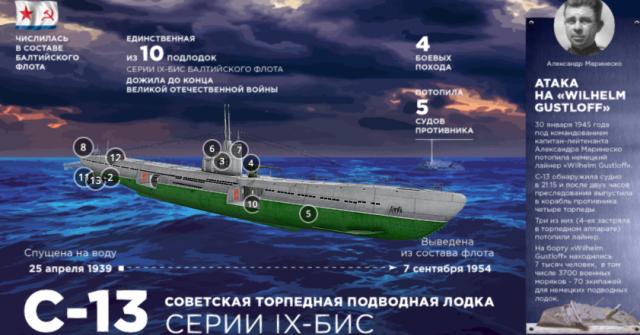 ЧИСЛИЛАСЬ
В СОСТАВЕ
БАЛТИЙСКОГО
ФЛОТА
ЕДИНСТВЕННАЯ
ИЗ 10 ПОДЛОДОК
СЕРИИ IX-БИС БАЛТИЙСКОГО ФЛОТА
ДОЖИЛА ДО КОНЦА
ВЕЛИКОЙ ОТЕЧЕСТВЕННОЙ ВОЙНЫ
4
БОЕВЫХ
ПОХОДА
ПОТОПИЛА
5
СУДОВ
ПРОТИВНИКА
8
12
11
13
2
6
7
3
4
10
5
Спущена на воду
25 апреля 1939
Выведена
из состава флота
7 сентября 1954
С-13
СОВЕТСКАЯ ТОРПЕДНАЯ ПОДВОДНАЯ ЛОДКА
СЕРИИ IX-БИС
Александр Маринеско
АТАКА
НА «WILHELM
GUSTLOFF»
30 января 1945 года
под командованием
капитан-лейтенанта
Александра Маринеско
потопила немецкий
лайнер «Wilhelm Gustloff».
С-13 обнаружила судно
в 21:15 и после двух часов
преследования выпустила
в корабль противника
четыре торпеды.
Три из них (4-ех застряла
в торпедном аппарате)
потопили лайнер.
На борту «Wilhelm
Gustloff» находились
7 тысяч человек, в том
числе 3700 военных
моряков - 70 экипажей
для немецких подводных
лодок.